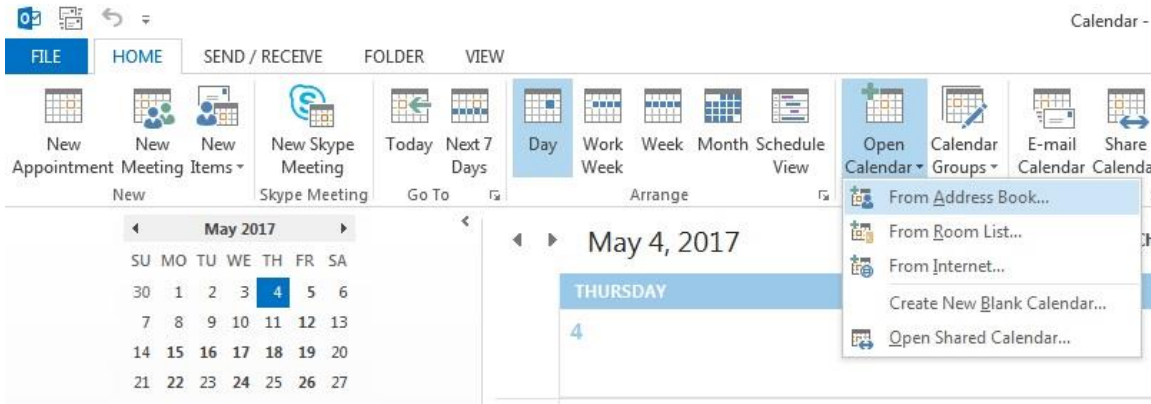 Calendar -
FILE HOME SEND / RECEIVE FOLDER VIEW
New New New New Skype Today Next 7 Day Work Week Month Schedule Open Calendar E-mail Share
Appointment Meeting Items Meeting Days Week View Calendar Groups Calendar Calenda
New Skype Meeting Go To Arrange
From Address Book...
May 2017 May 4, 2017 From Room List...
SU MO TU WE TH FR SA
From Internet...
30 1 2 3 4 5 6 THURSDAY
Create New Blank Calendar...
7 8 9 10 11 12 13
4 Open Shared Calendar...
14 15 16 17 18 19 20
21 22 23 24 25 26 27